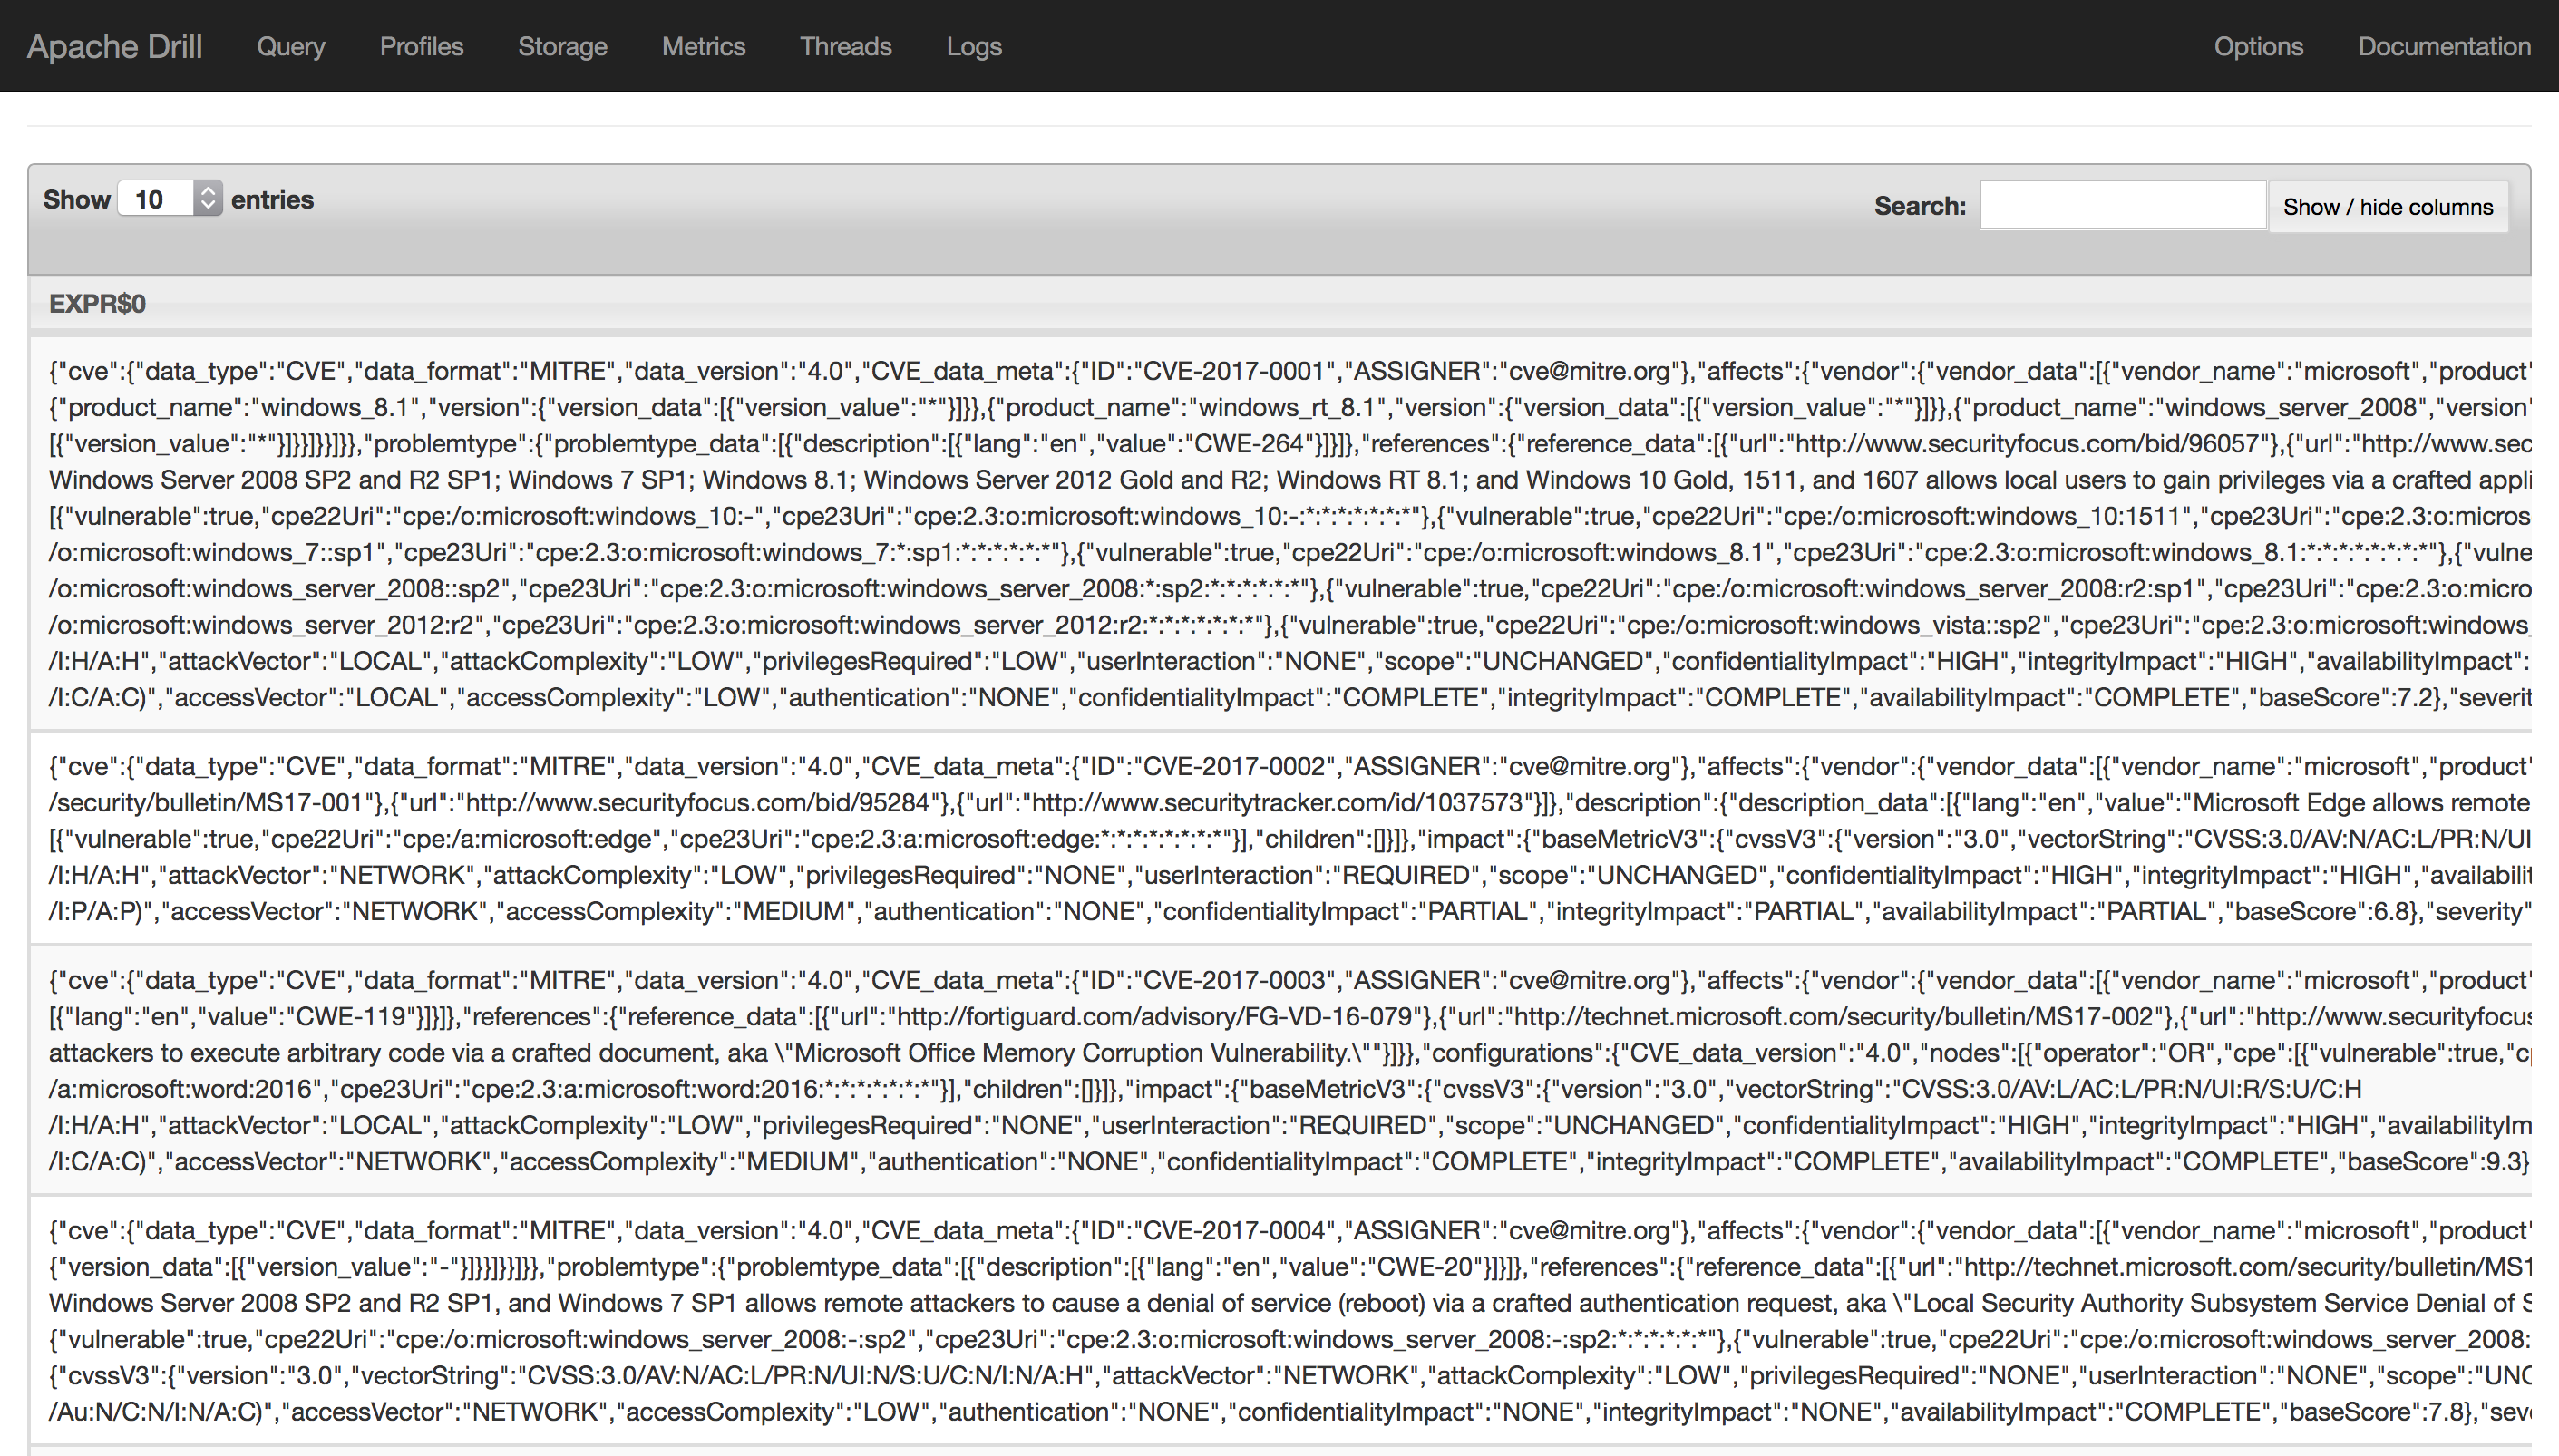 Apache Drill Query Profiles Storage Metrics Threads Logs Options Documentation
Show 10 entries Search: Show / hide columns
EXPR$0
{"cve":{"data_type":"CVE","data_format":"MITRE","data_version":"4.0","CVE_data_meta":{"ID":"CVE-2017-0001","ASSIGNER":"cve@mitre.org"},"affects":{"vendor":{"vendor_data":[{"vendor_name":"microsoft","product"
{"product_name":"windows_8.1","version":{"version_data":[{"version_value":"*"}]}},{"product_name":"windows_rt_8.1","version":{"version_data":[{"version_value":"*"}]}},{"product_name":"windows_server_2008","version"
[{"version_value":"*"}]}}]}}]}},"problemtype":{"problemtype_data":[{"description":[{"lang":"en","value":"CWE-264"}]}]},"references":{"reference_data":[{"url":"http://www.securityfocus.com/bid/96057"},{"url":"http://www.sec
Windows Server 2008 SP2 and R2 SP1; Windows 7 SP1; Windows 8.1; Windows Server 2012 Gold and R2; Windows RT 8.1; and Windows 10 Gold, 1511, and 1607 allows local users to gain privileges via a crafted appli
[{"vulnerable":true,"cpe22Uri":"cpe:/o:microsoft:windows_10:-","cpe23Uri":"cpe:2.3:o:microsoft:windows_10:-:*:*:*:*:*:*:*"},{"vulnerable":true,"cpe22Uri":"cpe:/o:microsoft:windows_10:1511","cpe23Uri":"cpe:2.3:o:micros
/o:microsoft:windows_7::sp1","cpe23Uri":"cpe:2.3:o:microsoft:windows_7:*:sp1:*:*:*:*:*:*"},{"vulnerable":true,"cpe22Uri":"cpe:/o:microsoft:windows_8.1","cpe23Uri":"cpe:2.3:o:microsoft:windows_8.1:*:*:*:*:*:*:*:*"},{"vulne
/o:microsoft:windows_server_2008::sp2","cpe23Uri":"cpe:2.3:o:microsoft:windows_server_2008:*:sp2:*:*:*:*:*:*"},{"vulnerable":true,"cpe22Uri":"cpe:/o:microsoft:windows_server_2008:r2:sp1","cpe23Uri":"cpe:2.3:o:micro
/o:microsoft:windows_server_2012:r2","cpe23Uri":"cpe:2.3:o:microsoft:windows_server_2012:r2:*:*:*:*:*:*:*"},{"vulnerable":true,"cpe22Uri":"cpe:/o:microsoft:windows_vista::sp2","cpe23Uri":"cpe:2.3:o:microsoft:windows_
/I:H/A:H","attackVector":"LOCAL","attackComplexity":"LOW","privilegesRequired":"LOW","userInteraction":"NONE","scope":"UNCHANGED","confidentialityImpact":"HIGH","integrityImpact":"HIGH","availabilityImpact":
/I:C/A:C)","accessVector":"LOCAL","accessComplexity":"LOW","authentication":"NONE","confidentialityImpact":"COMPLETE","integrityImpact":"COMPLETE","availabilityImpact":"COMPLETE","baseScore":7.2},"severit
{"cve":{"data_type":"CVE","data_format":"MITRE","data_version":"4.0","CVE_data_meta":{"ID":"CVE-2017-0002","ASSIGNER":"cve@mitre.org"},"affects":{"vendor":{"vendor_data":[{"vendor_name":"microsoft","product"
/security/bulletin/MS17-001"},{"url":"http://www.securityfocus.com/bid/95284"},{"url":"http://www.securitytracker.com/id/1037573"}]},"description":{"description_data":[{"lang":"en","value":"Microsoft Edge allows remote
[{"vulnerable":true,"cpe22Uri":"cpe:/a:microsoft:edge","cpe23Uri":"cpe:2.3:a:microsoft:edge:*:*:*:*:*:*:*:*"}],"children":[]}]},"impact":{"baseMetricV3":{"cvssV3":{"version":"3.0","vectorString":"CVSS:3.0/AV:N/AC:L/PR:N/UI
/I:H/A:H","attackVector":"NETWORK","attackComplexity":"LOW","privilegesRequired":"NONE","userInteraction":"REQUIRED","scope":"UNCHANGED","confidentialityImpact":"HIGH","integrityImpact":"HIGH","availabilit
/I:P/A:P)","accessVector":"NETWORK","accessComplexity":"MEDIUM","authentication":"NONE","confidentialityImpact":"PARTIAL","integrityImpact":"PARTIAL","availabilityImpact":"PARTIAL","baseScore":6.8},"severity"
{"cve":{"data_type":"CVE","data_format":"MITRE","data_version":"4.0","CVE_data_meta":{"ID":"CVE-2017-0003","ASSIGNER":"cve@mitre.org"},"affects":{"vendor":{"vendor_data":[{"vendor_name":"microsoft","product"
[{"lang":"en","value":"CWE-119"}]}]},"references":{"reference_data":[{"url":"http://fortiguard.com/advisory/FG-VD-16-079"},{"url":"http://technet.microsoft.com/security/bulletin/MS17-002"},{"url":"http://www.securityfocus
attackers to execute arbitrary code via a crafted document, aka \"Microsoft Office Memory Corruption Vulnerability.\""}]}},"configurations":{"CVE_data_version":"4.0","nodes":[{"operator":"OR","cpe":[{"vulnerable":true,"cp
/a:microsoft:word:2016","cpe23Uri":"cpe:2.3:a:microsoft:word:2016:*:*:*:*:*:*:*"}],"children":[]}]},"impact":{"baseMetricV3":{"cvssV3":{"version":"3.0","vectorString":"CVSS:3.0/AV:L/AC:L/PR:N/UI:R/S:U/C:H
/I:H/A:H","attackVector":"LOCAL","attackComplexity":"LOW","privilegesRequired":"NONE","userInteraction":"REQUIRED","scope":"UNCHANGED","confidentialityImpact":"HIGH","integrityImpact":"HIGH","availabilityIm
/I:C/A:C)","accessVector":"NETWORK","accessComplexity":"MEDIUM","authentication":"NONE","confidentialityImpact":"COMPLETE","integrityImpact":"COMPLETE","availabilityImpact":"COMPLETE","baseScore":9.3}
{"cve":{"data_type":"CVE","data_format":"MITRE","data_version":"4.0","CVE_data_meta":{"ID":"CVE-2017-0004","ASSIGNER":"cve@mitre.org"},"affects":{"vendor":{"vendor_data":[{"vendor_name":"microsoft","product"
{"version_data":[{"version_value":"-"}]}}]}}]}},"problemtype":{"problemtype_data":[{"description":[{"lang":"en","value":"CWE-20"}]}]},"references":{"reference_data":[{"url":"http://technet.microsoft.com/security/bulletin/MS1
Windows Server 2008 SP2 and R2 SP1, and Windows 7 SP1 allows remote attackers to cause a denial of service (reboot) via a crafted authentication request, aka \"Local Security Authority Subsystem Service Denial of S
{"vulnerable":true,"cpe22Uri":"cpe:/o:microsoft:windows_server_2008:-:sp2","cpe23Uri":"cpe:2.3:o:microsoft:windows_server_2008:-:sp2:*:*:*:*:*:*"},{"vulnerable":true,"cpe22Uri":"cpe:/o:microsoft:windows_server_2008:
{"cvssV3":{"version":"3.0","vectorString":"CVSS:3.0/AV:N/AC:L/PR:N/UI:N/S:U/C:N/I:N/A:H","attackVector":"NETWORK","attackComplexity":"LOW","privilegesRequired":"NONE","userInteraction":"NONE","scope":"UNC
/Au:N/C:N/I:N/A:C)","accessVector":"NETWORK","accessComplexity":"LOW","authentication":"NONE","confidentialityImpact":"NONE","integrityImpact":"NONE","availabilityImpact":"COMPLETE","baseScore":7.8},"seve